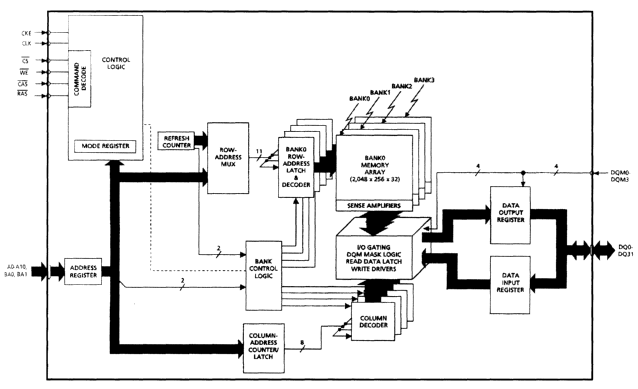 CKE
CLK
CS
WE
CAS
RAS
CONTROL
LOGIC
COMMAND
DECODE
MODE REGISTER
REFRESH
COUNTER
ROW-
ADDRESS
MUX
11
BANK0
ROW-
ADDRESS
LATCH
&
DECODER
BANK0
BANK1
BANK2
BANK3
BANK0
MEMORY
ARRAY
(2,048 x 256 x 32)
SENSE AMPLIFIERS
4
4
DQM0-
DQM3
DATA
OUTPUT
REGISTER
I/O GATING
DQM MASK LOGIC
READ DATA LATCH
WRITE DRIVERS
2
BANK
CONTROL
LOGIC
DQ0-
DQ31
A0-A10,
BA0, BA1
ADDRESS
REGISTER
2
DATA
INPUT
REGISTER
COLUMN
DECODER
COLUMN-
ADDRESS
COUNTER/
LATCH
8